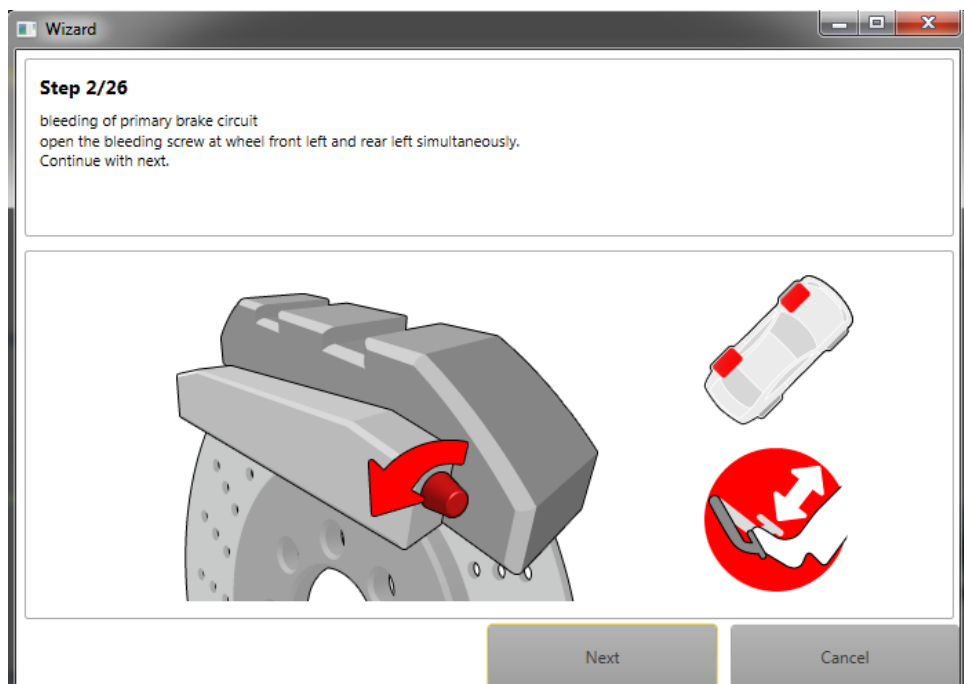 Wizard
Step 2/26
bleeding of primary brake circuit
open the bleeding screw at wheel front left and rear left simultaneously.
Continue with next.
Next
Cancel